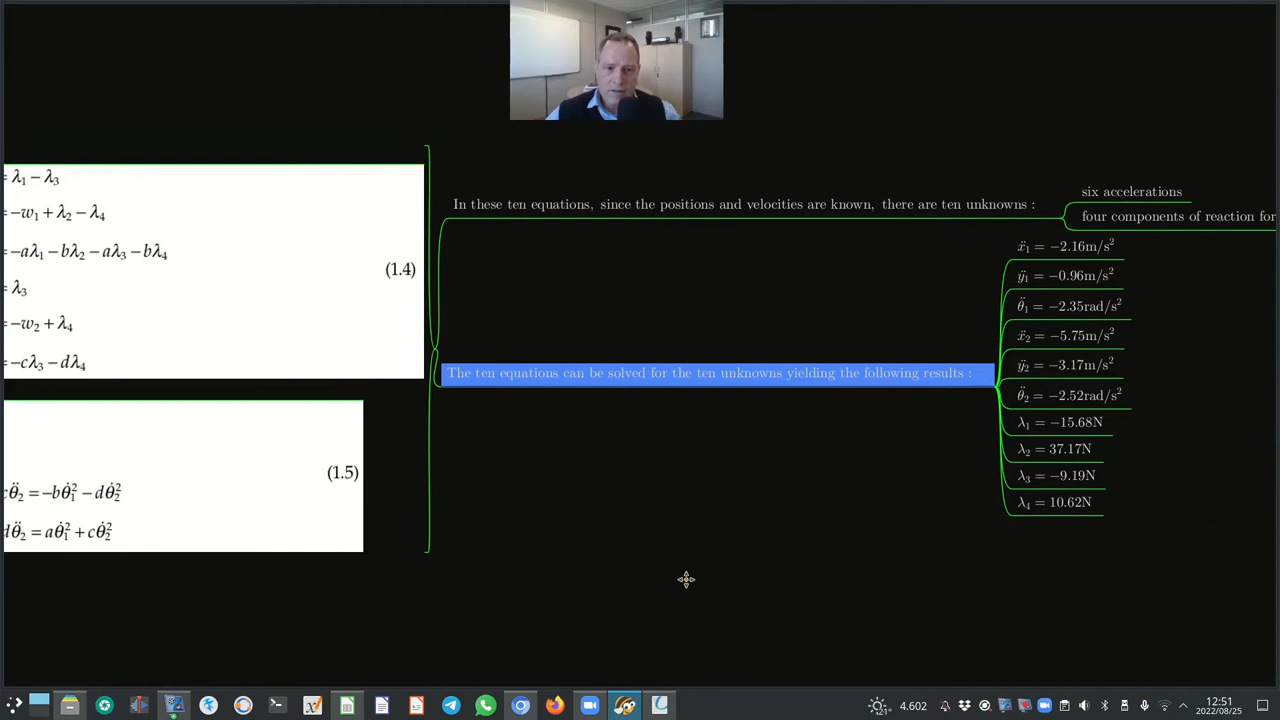 = λ₁ − λ₃
= −w₁ + λ₂ − λ₄
= −aλ₁ − bλ₂ − aλ₃ − bλ₄
(1.4)
= λ₃
= −w₂ + λ₄
= −cλ₃ − dλ₄
(1.5)
cθ̈₂ = −bθ̇₁² − dθ̇₂²
dθ̈₂ = aθ̇₁² + cθ̇₂²
In these ten equations, since the positions and velocities are known, there are ten unknowns :
six accelerations
four components of reaction for
The ten equations can be solved for the ten unknowns yielding the following results :
ẍ₁ = −2.16m/s²
ÿ₁ = −0.96m/s²
θ̈₁ = −2.35rad/s²
ẍ₂ = −5.75m/s²
ÿ₂ = −3.17m/s²
θ̈₂ = −2.52rad/s²
λ₁ = −15.68N
λ₂ = 37.17N
λ₃ = −9.19N
λ₄ = 10.62N
4.602
12:51
2022/08/25